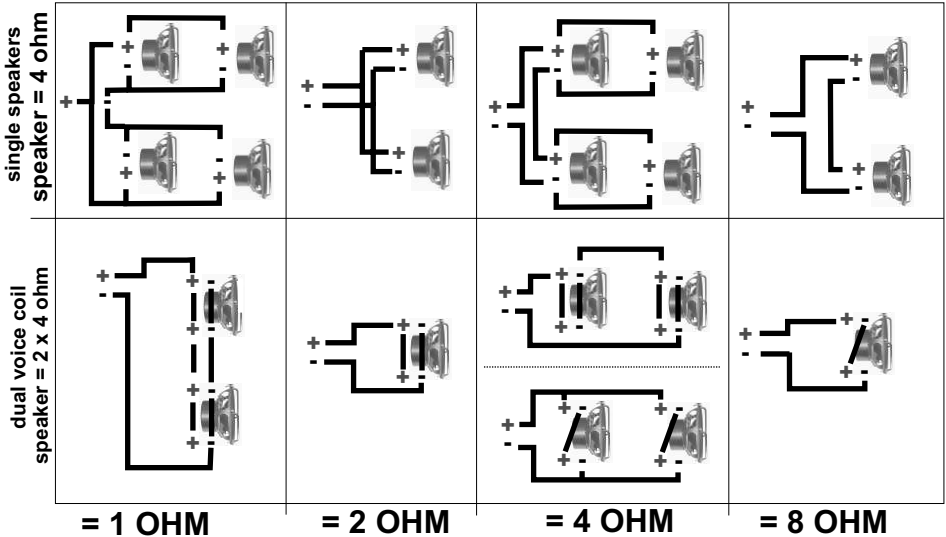 single speakers
speaker = 4 ohm
dual voice coil
speaker = 2 x 4 ohm
= 1 OHM
= 2 OHM
= 4 OHM
= 8 OHM